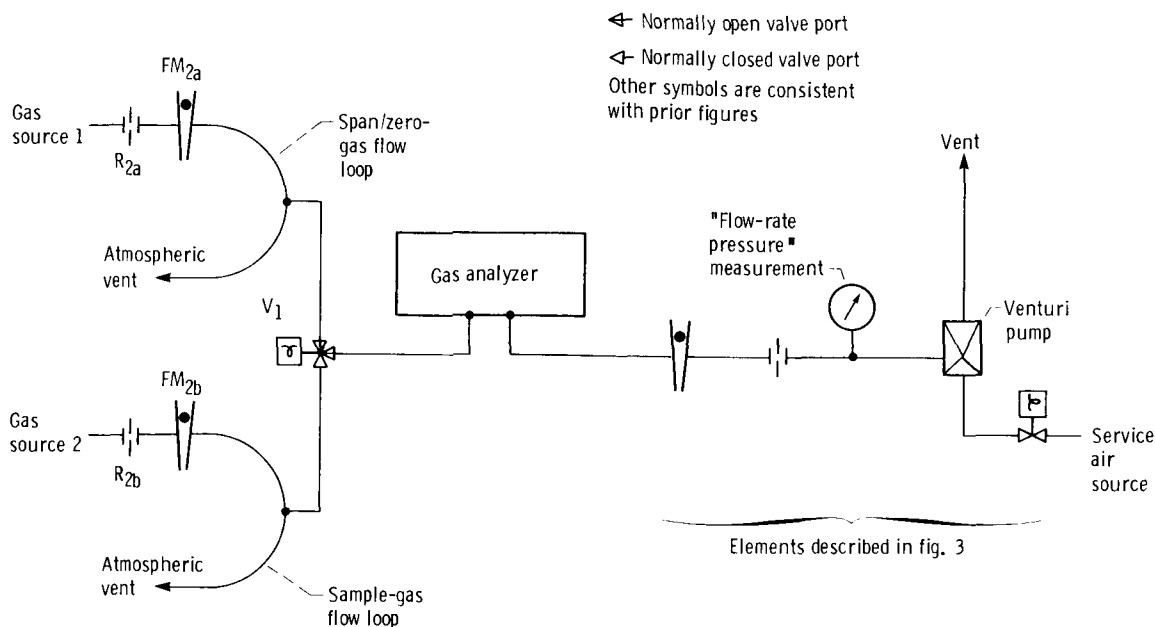 Normally open valve port
Normally closed valve port
Other symbols are consistent
with prior figures
FM2a
Gas
source 1
R2a
Span/zero-
gas flow
loop
Atmospheric
vent
V1
Gas analyzer
"Flow-rate
pressure"
measurement
Vent
Venturi
pump
Service
air
source
FM2b
Gas
source 2
R2b
Atmospheric
vent
Sample-gas
flow loop
Elements described in fig. 3